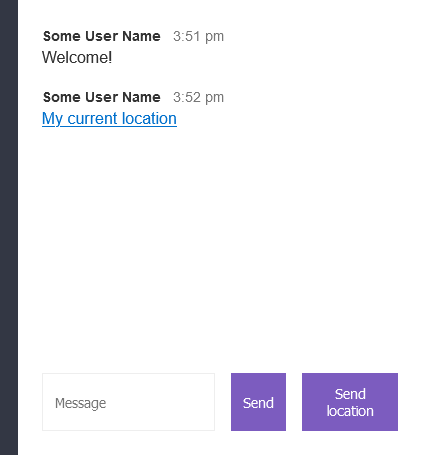 Some User Name 3:51 pm
Welcome!
Some User Name 3:52 pm
My current location
Message
Send
Send
location